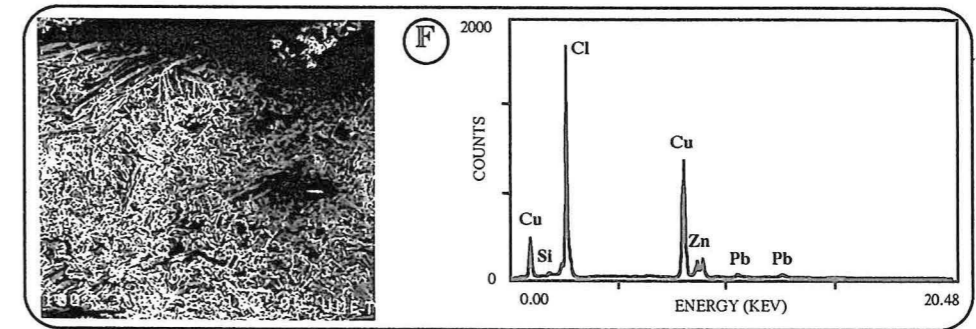 F
2000
Cl
Cu
COUNTS
Cu
Zn
Si
Pb
Pb
0
0.00
20.48
ENERGY (KEV)